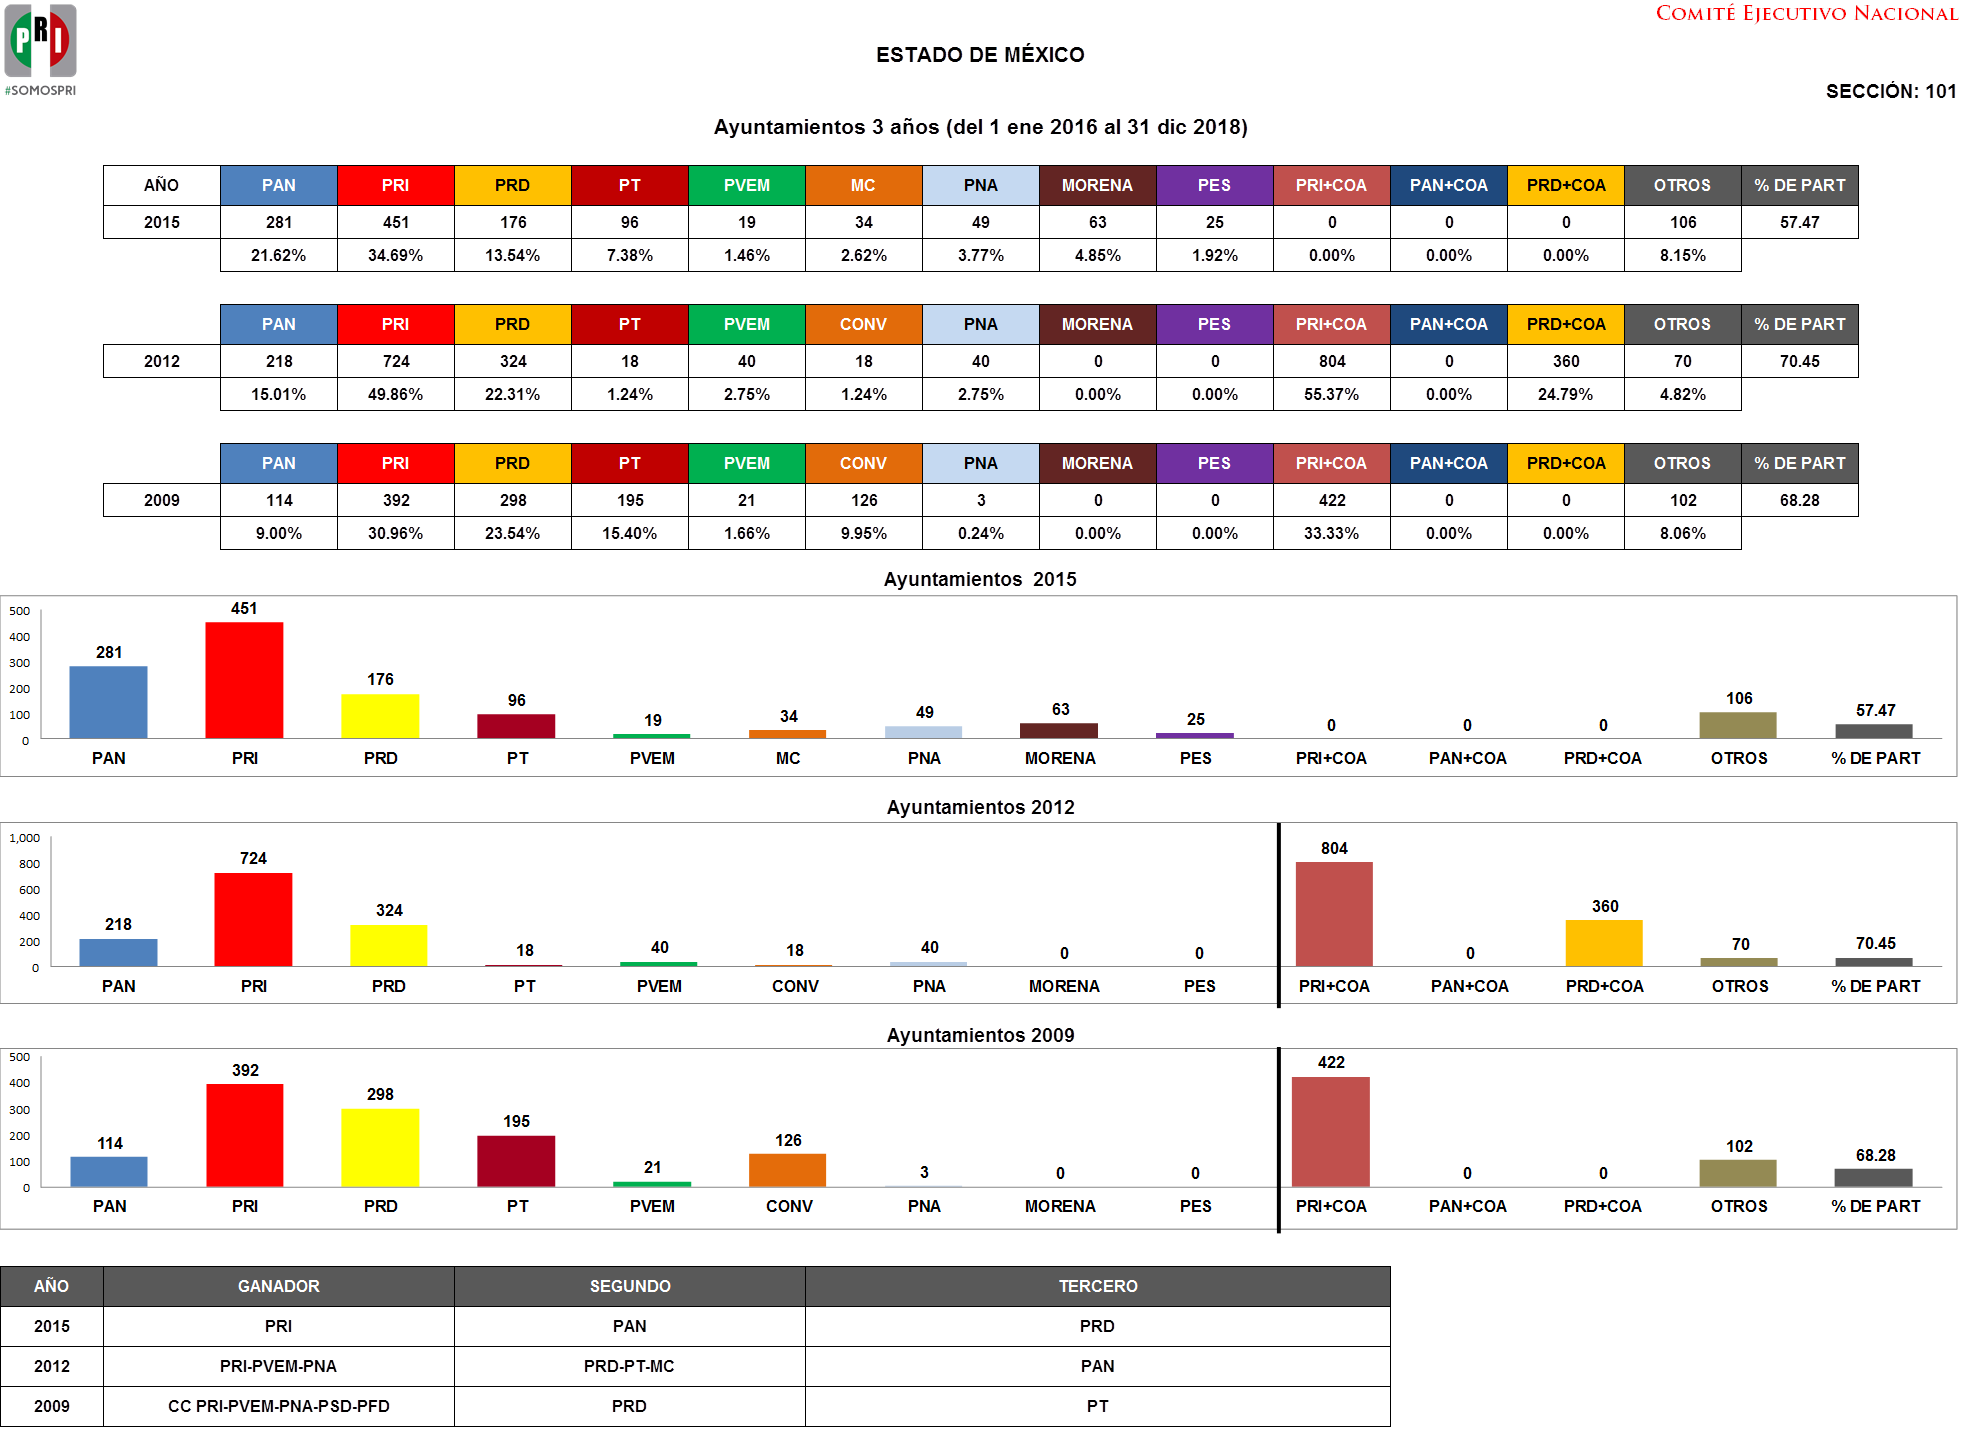 COMITÉ EJECUTIVO NACIONAL
PRI
#SOMOSPRI
ESTADO DE MÉXICO
SECCIÓN: 101
Ayuntamientos 3 años (del 1 ene 2016 al 31 dic 2018)
AÑO PAN PRI PRD PT PVEM MC PNA MORENA PES PRI+COA PAN+COA PRD+COA OTROS % DE PART
2015 281 451 176 96 19 34 49 63 25 0 0 0 106 57.47
21.62% 34.69% 13.54% 7.38% 1.46% 2.62% 3.77% 4.85% 1.92% 0.00% 0.00% 0.00% 8.15%
PAN PRI PRD PT PVEM CONV PNA MORENA PES PRI+COA PAN+COA PRD+COA OTROS % DE PART
2012 218 724 324 18 40 18 40 0 0 804 0 360 70 70.45
15.01% 49.86% 22.31% 1.24% 2.75% 1.24% 2.75% 0.00% 0.00% 55.37% 0.00% 24.79% 4.82%
PAN PRI PRD PT PVEM CONV PNA MORENA PES PRI+COA PAN+COA PRD+COA OTROS % DE PART
2009 114 392 298 195 21 126 3 0 0 422 0 0 102 68.28
9.00% 30.96% 23.54% 15.40% 1.66% 9.95% 0.24% 0.00% 0.00% 33.33% 0.00% 0.00% 8.06%
Ayuntamientos 2015
500
400
300
200
100
0
281 451 176 96 19 34 49 63 25 0 0 0 106 57.47
PAN PRI PRD PT PVEM MC PNA MORENA PES PRI+COA PAN+COA PRD+COA OTROS % DE PART
Ayuntamientos 2012
1,000
800
600
400
200
0
218 724 324 18 40 18 40 0 0 804 0 360 70 70.45
PAN PRI PRD PT PVEM CONV PNA MORENA PES PRI+COA PAN+COA PRD+COA OTROS % DE PART
Ayuntamientos 2009
500
400
300
200
100
0
114 392 298 195 21 126 3 0 0 422 0 0 102 68.28
PAN PRI PRD PT PVEM CONV PNA MORENA PES PRI+COA PAN+COA PRD+COA OTROS % DE PART
AÑO GANADOR SEGUNDO TERCERO
2015 PRI PAN PRD
2012 PRI-PVEM-PNA PRD-PT-MC PAN
2009 CC PRI-PVEM-PNA-PSD-PFD PRD PT